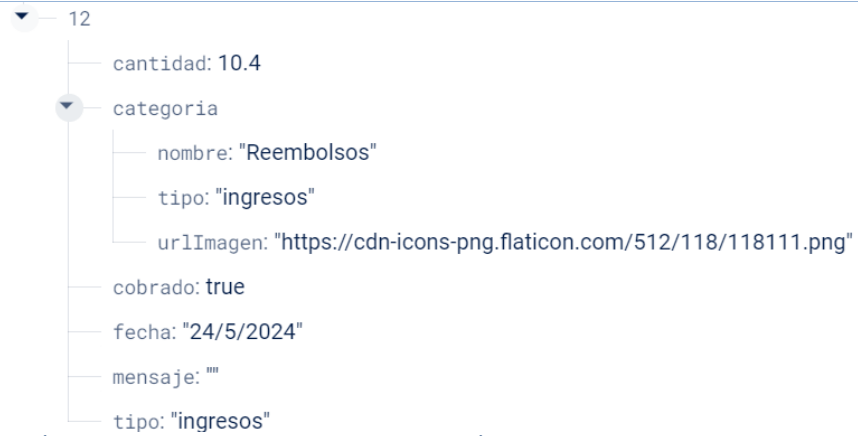 12
cantidad: 10.4
categoria
nombre: "Reembolsos"
tipo: "ingresos"
urlImagen: "https://cdn-icons-png.flaticon.com/512/118/118111.png"
cobrado: true
fecha: "24/5/2024"
mensaje: ""
tipo: "ingresos"